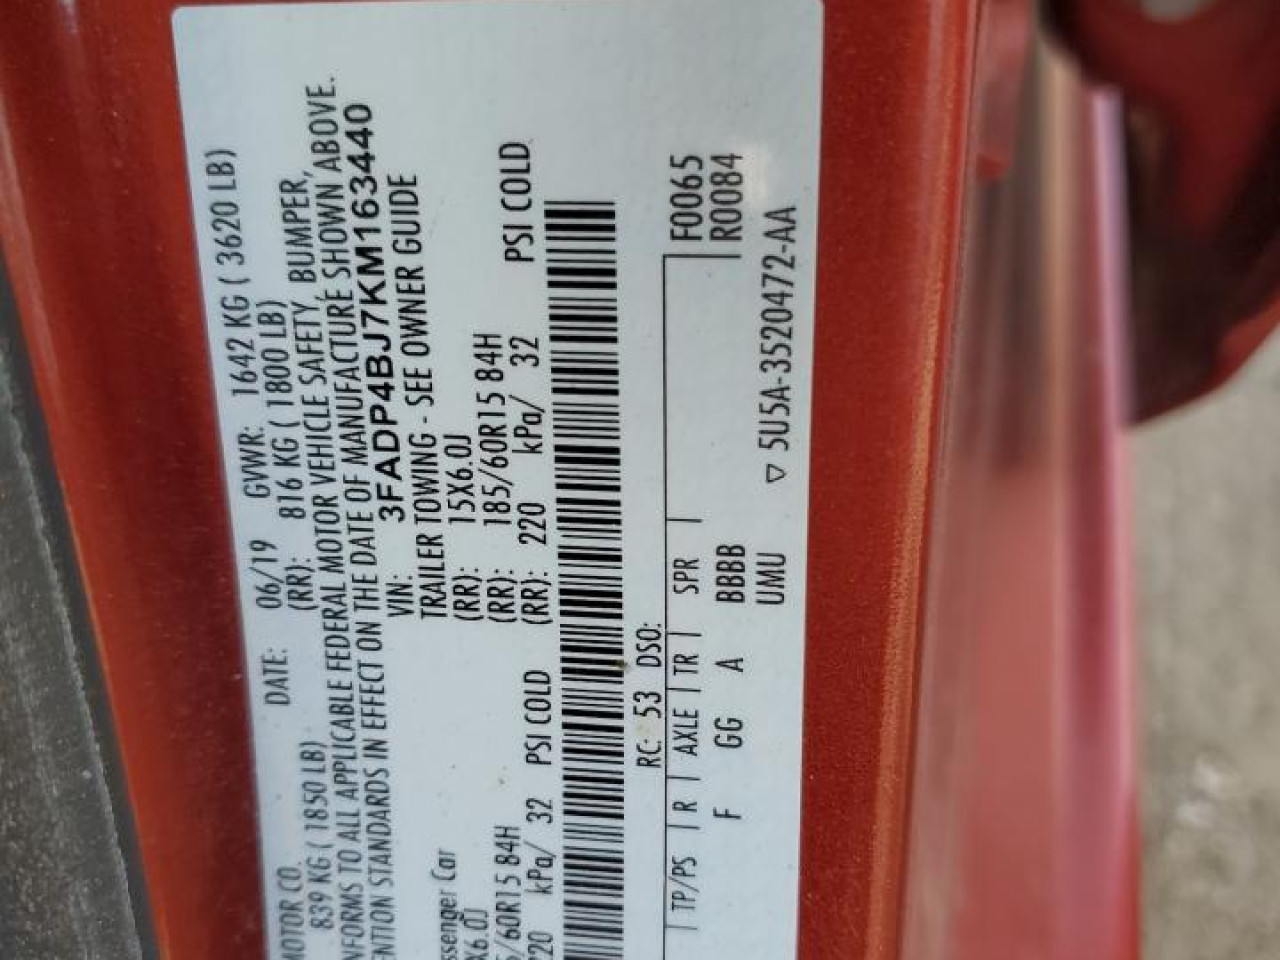 MOTOR CO. DATE: 06/19 GVWR: 1642 KG ( 3620 LB)
839 KG ( 1850 LB) (RR): 816 KG ( 1800 LB)
NFORMS TO ALL APPLICABLE FEDERAL MOTOR VEHICLE SAFETY, BUMPER,
ENTION STANDARDS IN EFFECT ON THE DATE OF MANUFACTURE SHOWN ABOVE.
VIN: 3FADP4BJ7KM163440
TRAILER TOWING - SEE OWNER GUIDE
ssenger Car (RR): 15X6.0J
X6.0J (RR): 185/60R15 84H
5/60R15 84H (RR): 220 kPa/ 32 PSI COLD
220 kPa/ 32 PSI COLD
RC: 53 DSO:
TP/PS | R | AXLE | TR | SPR | F0065
F GG A BBBB R0084
UMU ▽ 5U5A-3520472-AA